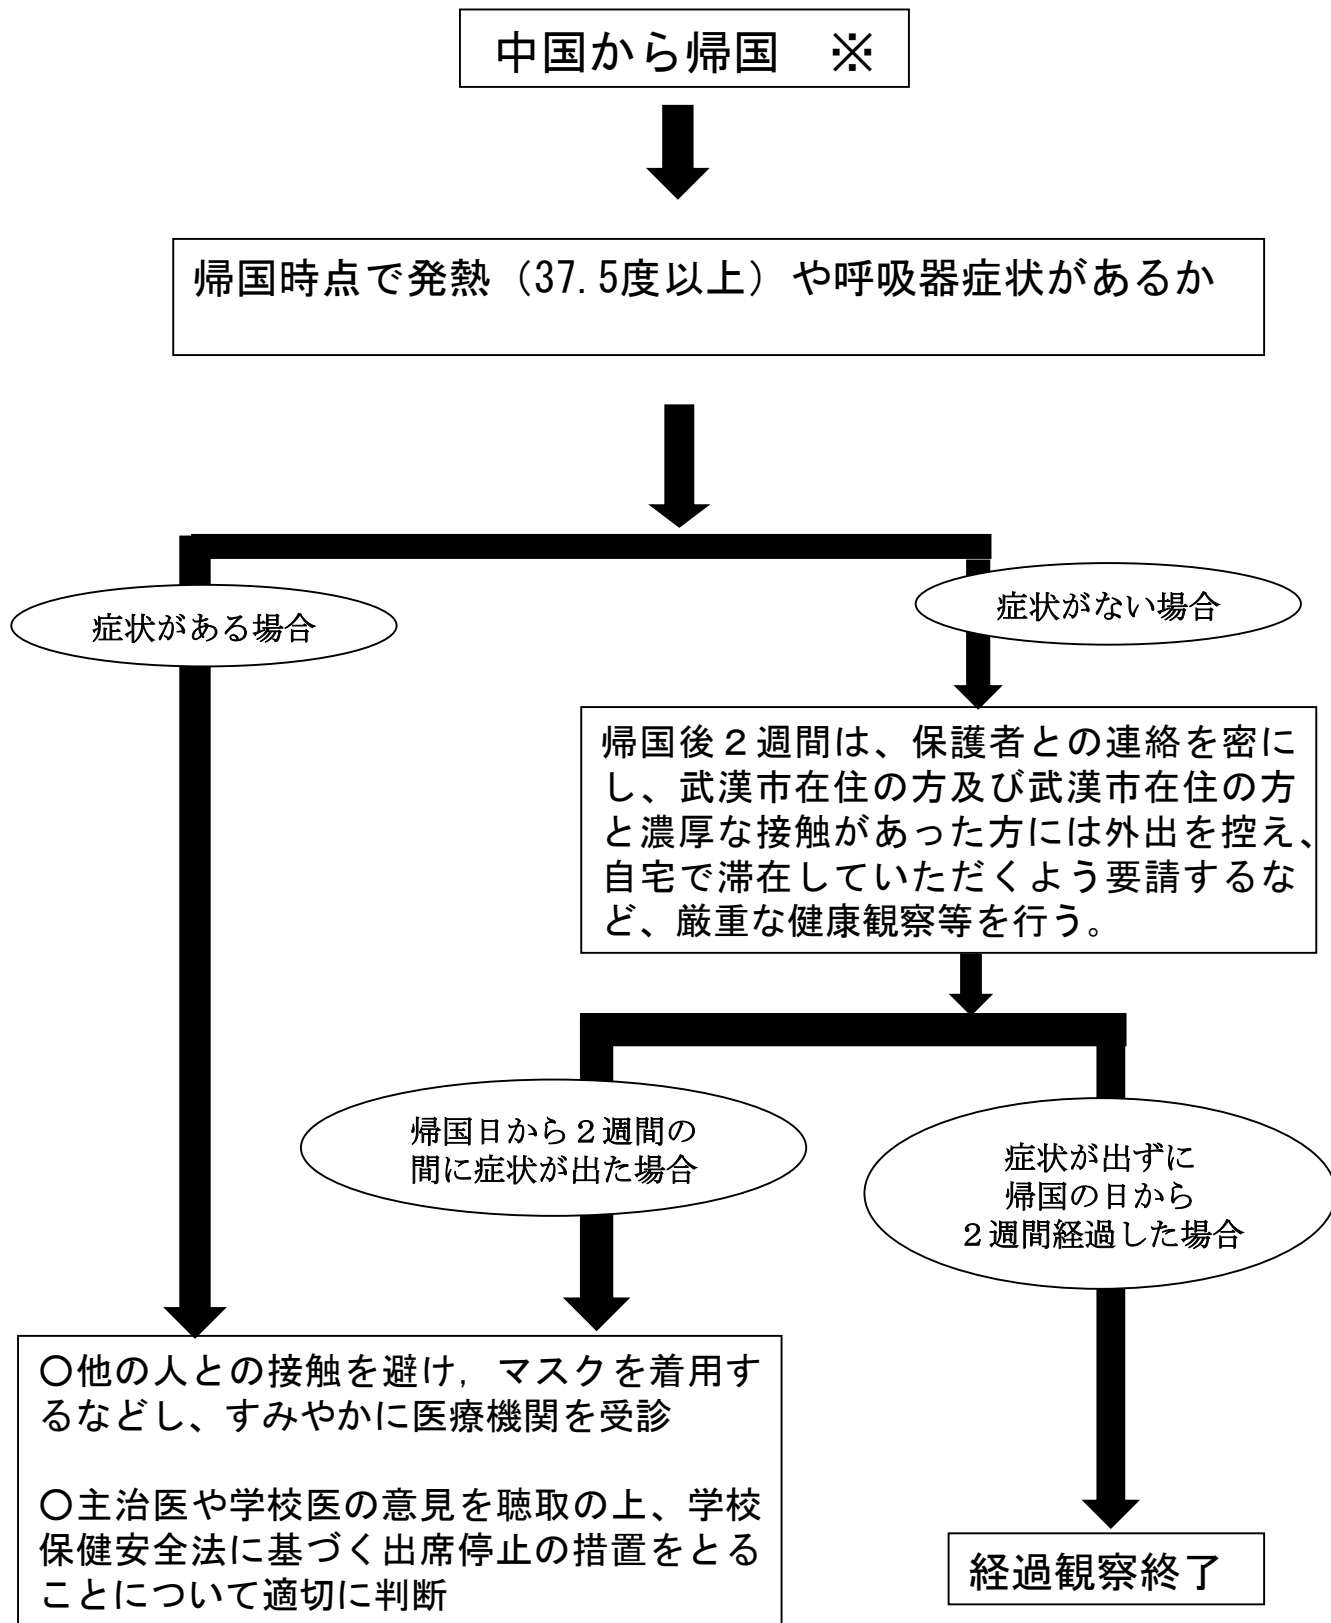 中国から帰国　※
帰国時点で発熱（37.5度以上）や呼吸器症状があるか
症状がある場合
症状がない場合
帰国後２週間は、保護者との連絡を密に
し、武漢市在住の方及び武漢市在住の方
と濃厚な接触があった方には外出を控え、
自宅で滞在していただくよう要請するな
ど、厳重な健康観察等を行う。
帰国日から２週間の
間に症状が出た場合
症状が出ずに
帰国の日から
２週間経過した場合
〇他の人との接触を避け，マスクを着用す
るなどし、すみやかに医療機関を受診
〇主治医や学校医の意見を聴取の上、学校
保健安全法に基づく出席停止の措置をとる
ことについて適切に判断
経過観察終了